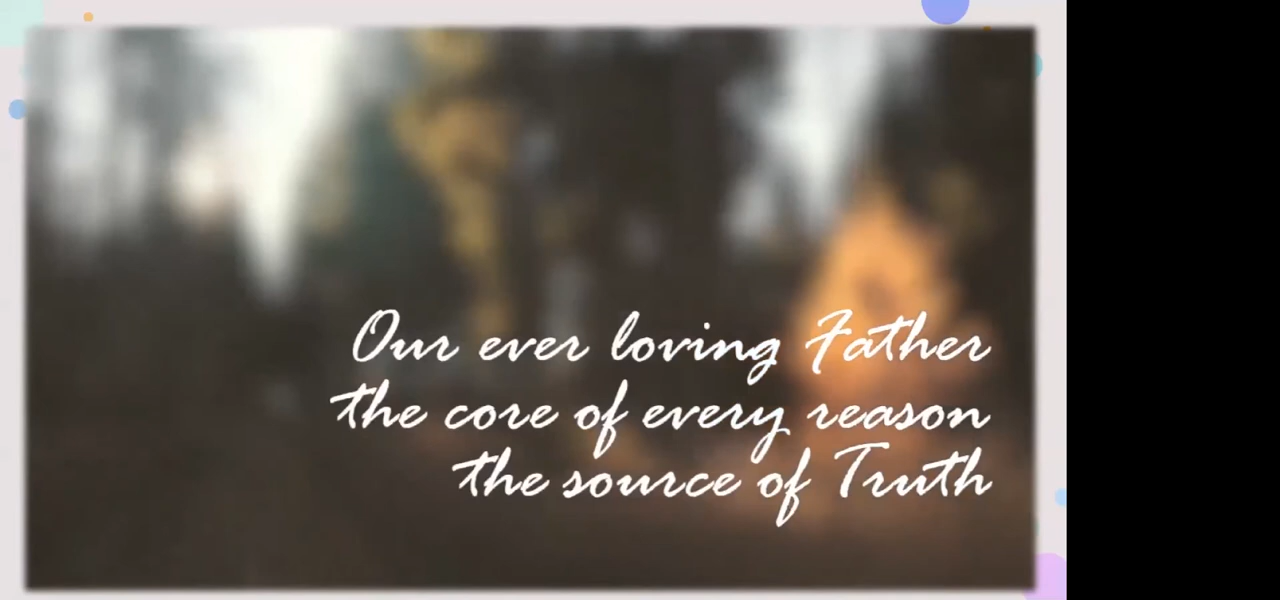 Our ever loving Father
the core of every reason
the source of Truth